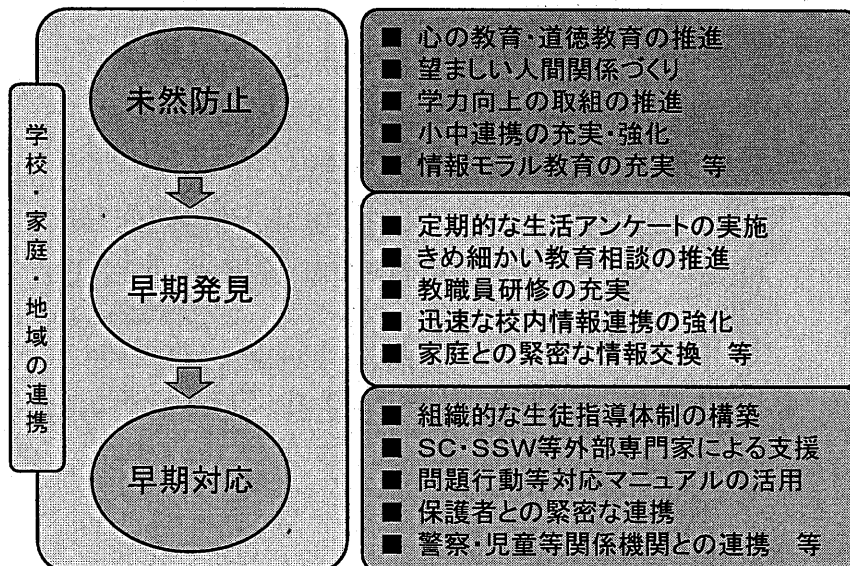 学校・家庭・地域の連携
未然防止
■ 心の教育・道徳教育の推進
■ 望ましい人間関係づくり
■ 学力向上の取組の推進
■ 小中連携の充実・強化
■ 情報モラル教育の充実　等
早期発見
■ 定期的な生活アンケートの実施
■ きめ細かい教育相談の推進
■ 教職員研修の充実
■ 迅速な校内情報連携の強化
■ 家庭との緊密な情報交換　等
早期対応
■ 組織的な生徒指導体制の構築
■ SC・SSW等外部専門家による支援
■ 問題行動等対応マニュアルの活用
■ 保護者との緊密な連携
■ 警察・児童等関係機関との連携　等